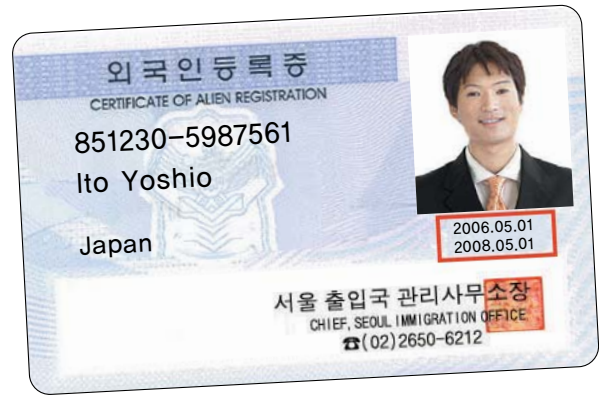 외국인등록증
CERTIFICATE OF ALIEN REGISTRATION
851230-5987561
Ito Yoshio
Japan
2006.05.01
2008.05.01
서울 출입국 관리사무소장
CHIEF, SEOUL IMMIGRATION OFFICE
☎(02)2650-6212